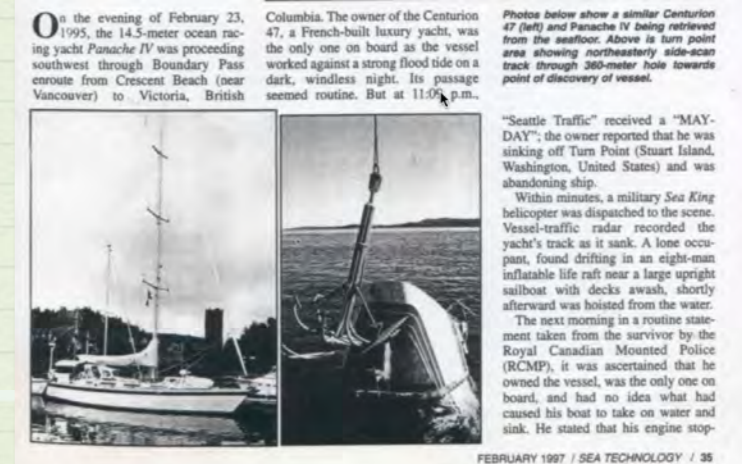 On the evening of February 23,
1995, the 14.5-meter ocean rac-
ing yacht Panache IV was proceeding
southwest through Boundary Pass
enroute from Crescent Beach (near
Vancouver) to Victoria, British
Columbia. The owner of the Centurion
47, a French-built luxury yacht, was
the only one on board as the vessel
worked against a strong flood tide on a
dark, windless night. Its passage
seemed routine. But at 11:09 p.m.,
Photos below show a similar Centurion
47 (left) and Panache IV being retrieved
from the seafloor. Above is turn point
area showing northeasterly side-scan
track through 360-meter hole towards
point of discovery of vessel.
"Seattle Traffic" received a "MAY-
DAY"; the owner reported that he was
sinking off Turn Point (Stuart Island,
Washington, United States) and was
abandoning ship.
Within minutes, a military Sea King
helicopter was dispatched to the scene.
Vessel-traffic radar recorded the
yacht's track as it sank. A lone occu-
pant, found drifting in an eight-man
inflatable life raft near a large upright
sailboat with decks awash, shortly
afterward was hoisted from the water.
The next morning in a routine state-
ment taken from the survivor by the
Royal Canadian Mounted Police
(RCMP), it was ascertained that he
owned the vessel, was the only one on
board, and had no idea what had
caused his boat to take on water and
sink. He stated that his engine stop-
FEBRUARY 1997 / SEA TECHNOLOGY / 35